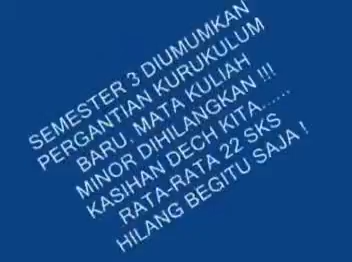 SEMESTER 3 DIUMUMKAN
PERGANTIAN KURUKULUM
BARU, MATA KULIAH
MINOR DIHILANGKAN !!!
KASIHAN DECH KITA......
RATA-RATA 22 SKS
HILANG BEGITU SAJA !